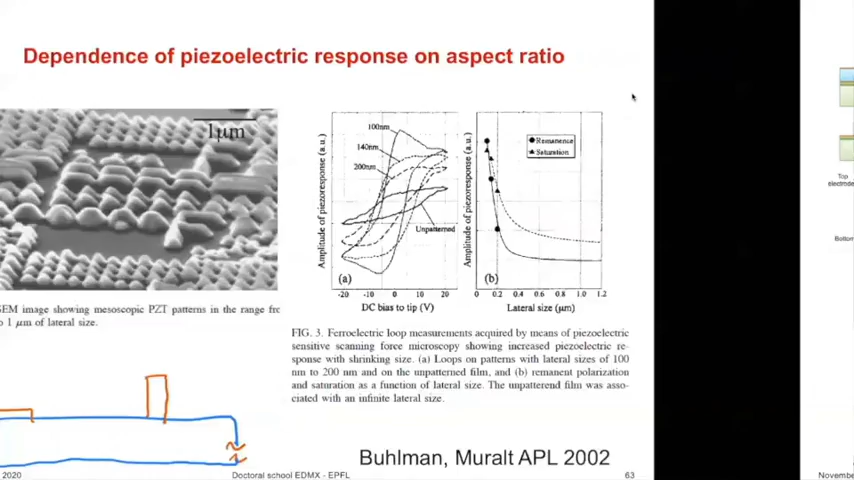 Dependence of piezoelectric response on aspect ratio
1μm
SEM image showing mesoscopic PZT patterns in the range fr
o 1 μm of lateral size.
Amplitude of piezoresponse (a.u.)
100nm
140nm
200nm
Unpatterned
(a)
-20 -10 0 10 20
DC bias to tip (V)
Amplitude of piezoresponse (a.u.)
Remanence
Saturation
(b)
0 0.2 0.4 0.6 0.8 1.0 1.2
Lateral size (μm)
FIG. 3. Ferroelectric loop measurements acquired by means of piezoelectric
sensitive scanning force microscopy showing increased piezoelectric re-
sponse with shrinking size. (a) Loops on patterns with lateral sizes of 100
nm to 200 nm and on the unpatterned film, and (b) remanent polarization
and saturation as a function of lateral size. The unpatterend film was asso-
ciated with an infinite lateral size.
Buhlman, Muralt APL 2002
2020
Doctoral school EDMX - EPFL
63
Top
electrode
Bottom
Novembe